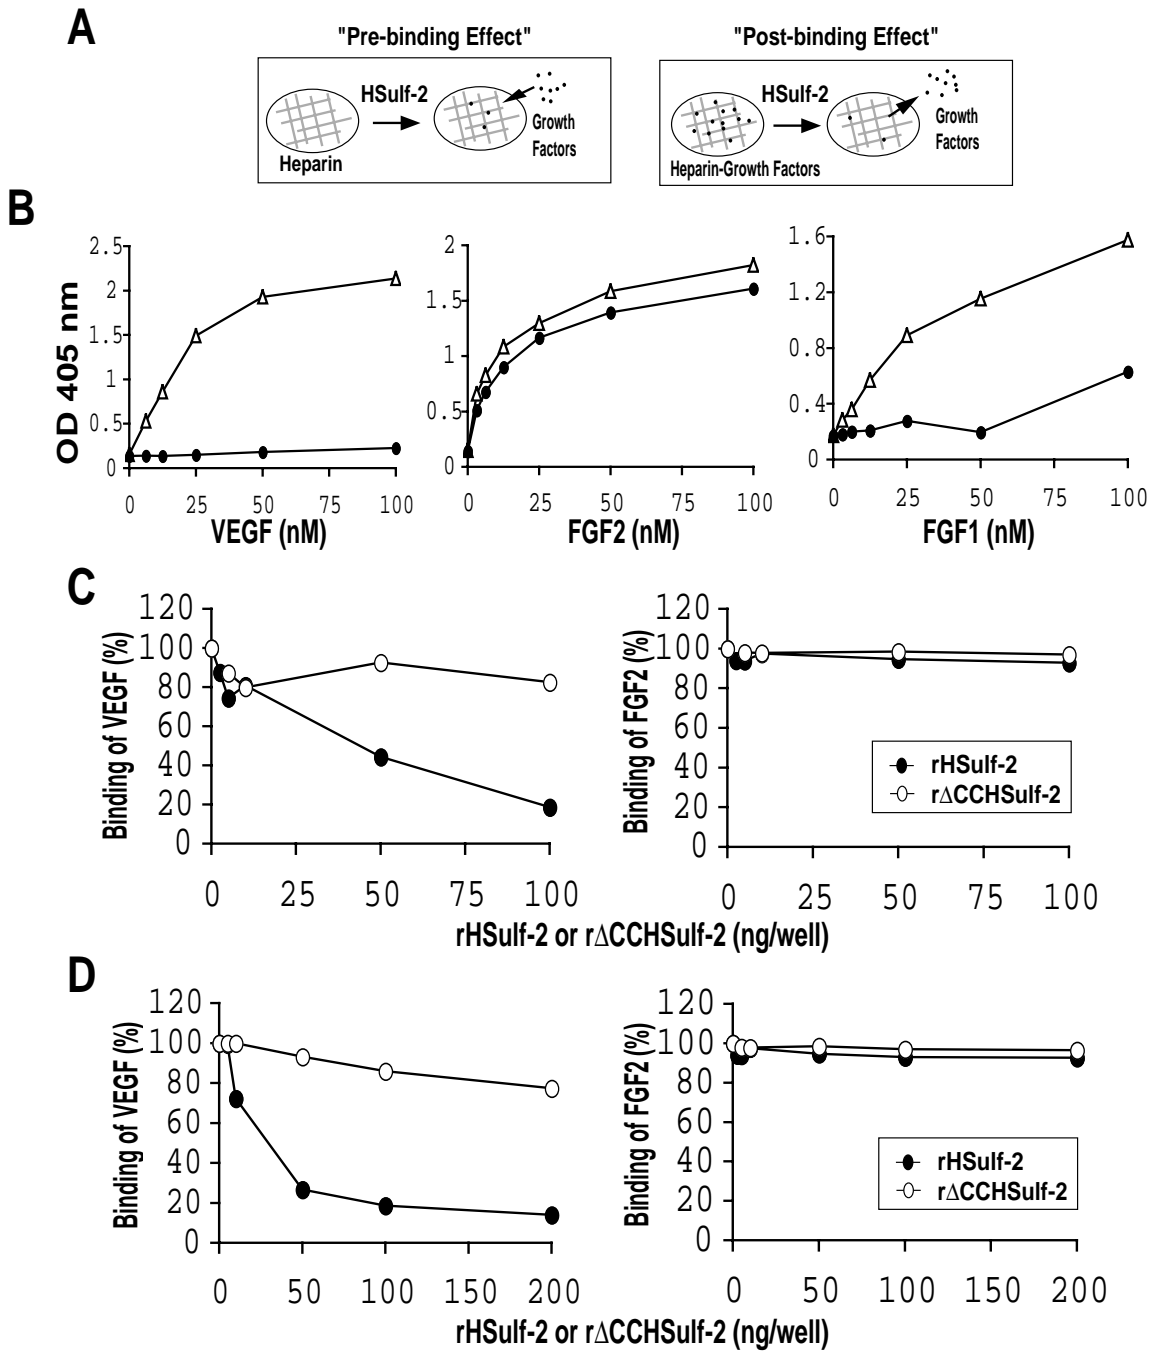 A
"Pre-binding Effect"
"Post-binding Effect"
HSulf-2
Growth
Factors
Heparin
HSulf-2
Growth
Factors
Heparin-Growth Factors
B
OD 405 nm
2.5
2
1.5
1
0.5
0
0 25 50 75 100
VEGF (nM)
2
1.5
1
0.5
0
0 25 50 75 100
FGF2 (nM)
1.6
1.2
0.8
0.4
0
0 25 50 75 100
FGF1 (nM)
C
Binding of VEGF (%)
120
100
80
60
40
20
0
0 25 50 75 100
Binding of FGF2 (%)
120
100
80
60
40
20
0
rHSulf-2
r∆CCHSulf-2
0 25 50 75 100
rHSulf-2 or r∆CCHSulf-2 (ng/well)
D
Binding of VEGF (%)
120
100
80
60
40
20
0
0 50 100 150 200
Binding of FGF2 (%)
120
100
80
60
40
20
0
rHSulf-2
r∆CCHSulf-2
0 50 100 150 200
rHSulf-2 or r∆CCHSulf-2 (ng/well)